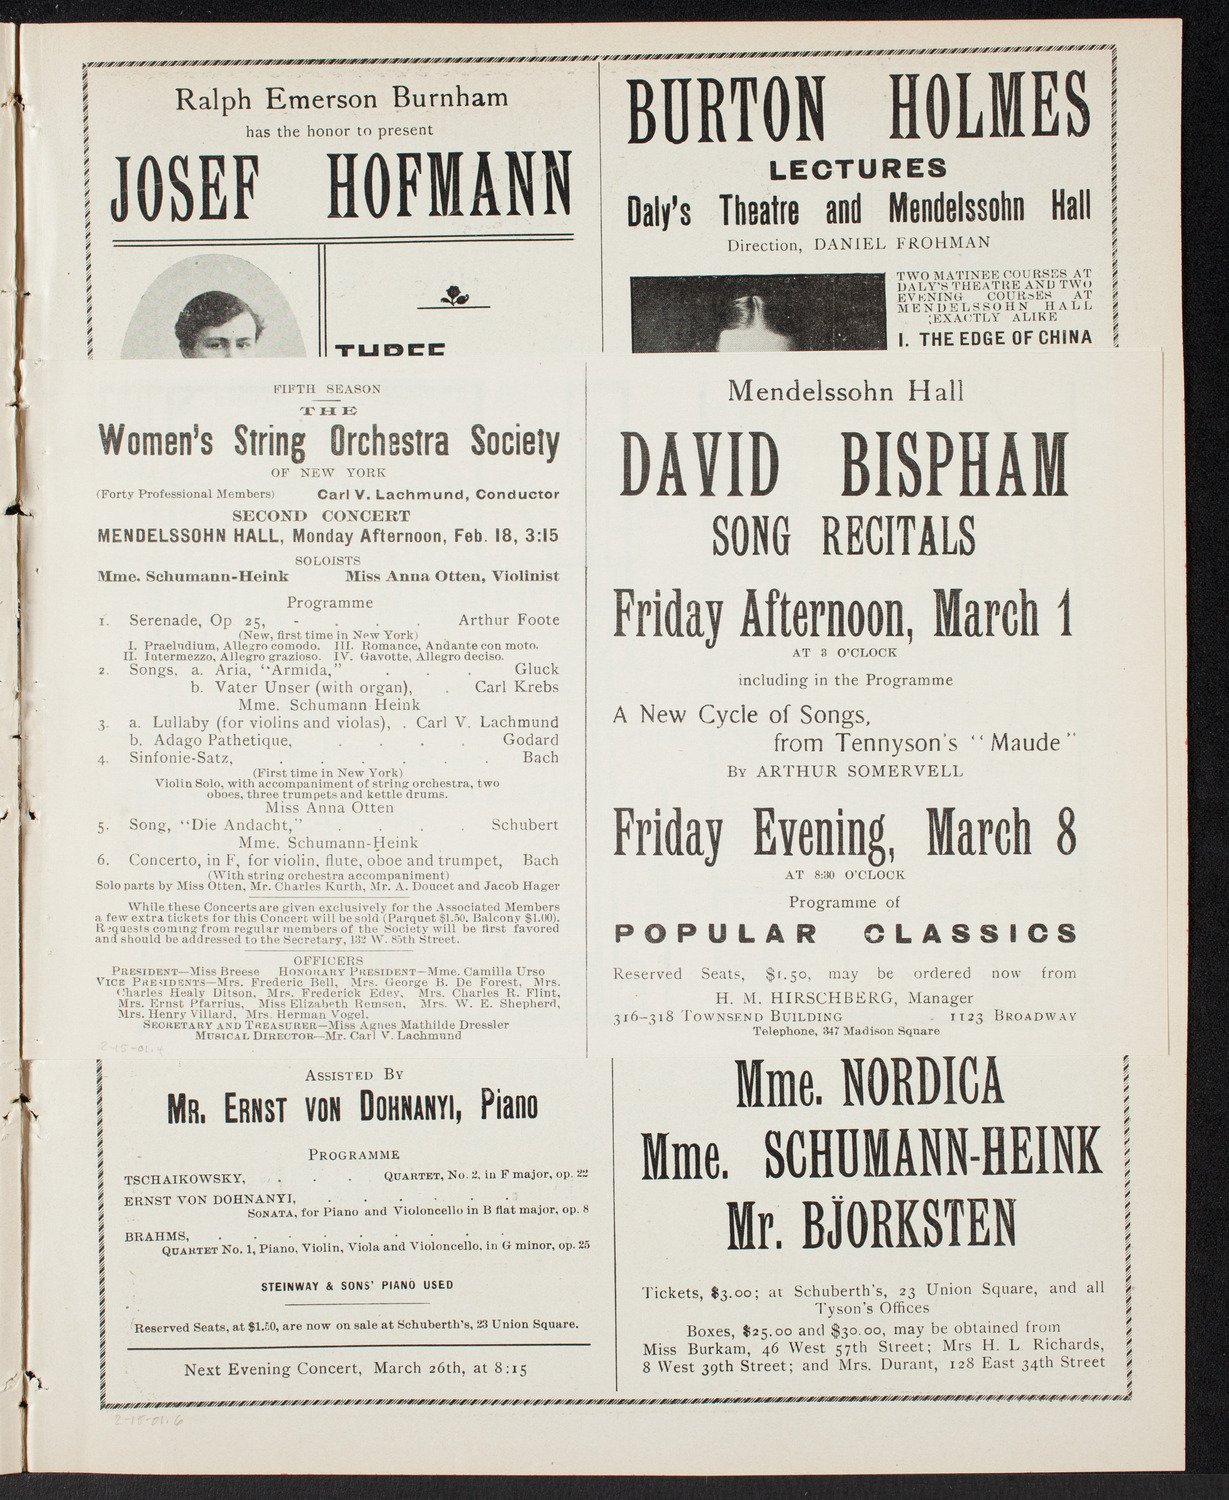 Ralph Emerson Burnham
has the honor to present
JOSEF HOFMANN
BURTON HOLMES
LECTURES
Daly's Theatre and Mendelssohn Hall
Direction, DANIEL FROHMAN
TWO MATINEE COURSES AT
DALY'S THEATRE AND TWO
EVENING COURSES AT
MENDELSSOHN HALL
EXACTLY ALIKE
I. THE EDGE OF CHINA
THREE
FIFTH SEASON
THE
Women's String Orchestra Society
OF NEW YORK
(Forty Professional Members) Carl V. Lachmund, Conductor
SECOND CONCERT
MENDELSSOHN HALL, Monday Afternoon, Feb. 18, 3:15
SOLOISTS
Mme. Schumann-Heink Miss Anna Otten, Violinist
Programme
1. Serenade, Op 25, - . . . Arthur Foote
(New, first time in New York)
I. Praeludium, Allegro comodo. III. Romance, Andante con moto.
II. Intermezzo, Allegro grazioso. IV. Gavotte, Allegro deciso.
2. Songs, a. Aria, "Armida," . . . Gluck
b. Vater Unser (with organ), . Carl Krebs
Mme. Schumann Heink
3. a. Lullaby (for violins and violas), . Carl V. Lachmund
b. Adago Pathetique, . . . . Godard
4. Sinfonie-Satz, . . . . . . Bach
(First time in New York)
Violin Solo, with accompaniment of string orchestra, two
oboes, three trumpets and kettle drums.
Miss Anna Otten
5. Song, "Die Andacht," . . . . Schubert
Mme. Schumann-Heink
6. Concerto, in F, for violin, flute, oboe and trumpet, Bach
(With string orchestra accompaniment)
Solo parts by Miss Otten, Mr. Charles Kurth, Mr. A. Doucet and Jacob Hager
While these Concerts are given exclusively for the Associated Members
a few extra tickets for this Concert will be sold (Parquet $1.50, Balcony $1.00).
Requests coming from regular members of the Society will be first favored
and should be addressed to the Secretary, 132 W. 85th Street.
OFFICERS
PRESIDENT—Miss Breese HONORARY PRESIDENT—Mme. Camilla Urso
VICE PRESIDENTS—Mrs. Frederic Bell, Mrs. George B. De Forest, Mrs.
Charles Healy Ditson, Mrs. Frederick Edey, Mrs. Charles R. Flint,
Mrs. Ernst Pfarrius, Miss Elizabeth Remsen, Mrs. W. E. Shepherd,
Mrs. Henry Villard, Mrs. Herman Vogel.
SECRETARY AND TREASURER—Miss Agnes Mathilde Dressler
MUSICAL DIRECTOR—Mr. Carl V. Lachmund
2-15-01.4
Mendelssohn Hall
DAVID BISPHAM
SONG RECITALS
Friday Afternoon, March 1
AT 3 O'CLOCK
including in the Programme
A New Cycle of Songs,
from Tennyson's "Maude"
BY ARTHUR SOMERVELL
Friday Evening, March 8
AT 8:30 O'CLOCK
Programme of
POPULAR CLASSICS
Reserved Seats, $1.50, may be ordered now from
H. M. HIRSCHBERG, Manager
316-318 TOWNSEND BUILDING . 1123 BROADWAY
Telephone, 347 Madison Square
ASSISTED BY
MR. ERNST VON DOHNANYI, Piano
PROGRAMME
TSCHAIKOWSKY, . . . QUARTET, No. 2, in F major, op. 22
ERNST VON DOHNANYI, . . . . . .
SONATA, for Piano and Violoncello in B flat major, op. 8
BRAHMS, . . . . . . . . .
QUARTET No. 1, Piano, Violin, Viola and Violoncello, in G minor, op. 25
STEINWAY & SONS' PIANO USED
Reserved Seats, at $1.50, are now on sale at Schuberth's, 23 Union Square.
Next Evening Concert, March 26th, at 8:15
Mme. NORDICA
Mme. SCHUMANN-HEINK
Mr. BJÖRKSTEN
Tickets, $3.00; at Schuberth's, 23 Union Square, and all
Tyson's Offices
Boxes, $25.00 and $30.00, may be obtained from
Miss Burkam, 46 West 57th Street; Mrs H. L. Richards,
8 West 39th Street; and Mrs. Durant, 128 East 34th Street
2-15-01.6